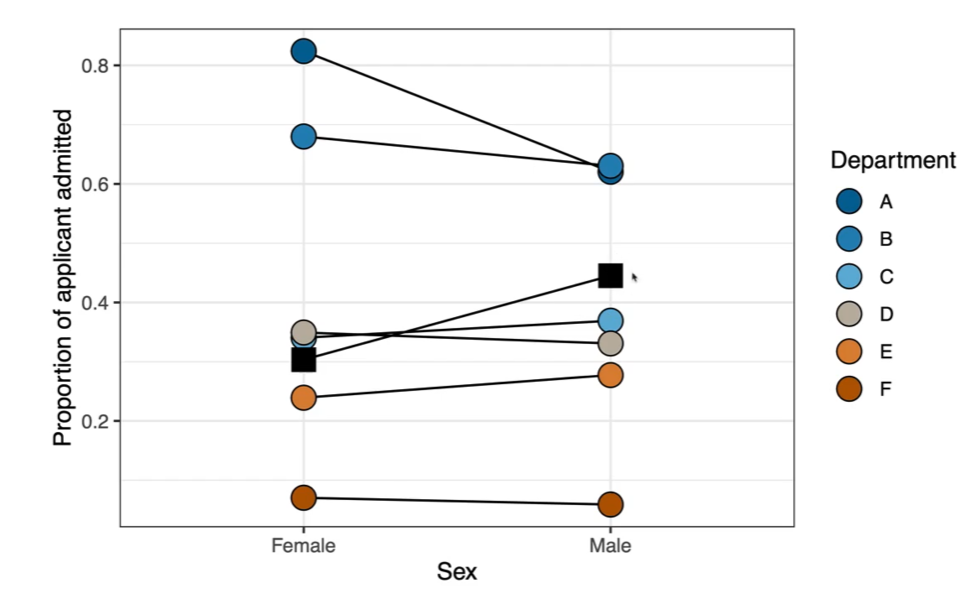 Proportion of applicant admitted
0.8
0.6
0.4
0.2
Female
Male
Sex
Department
A
B
C
D
E
F